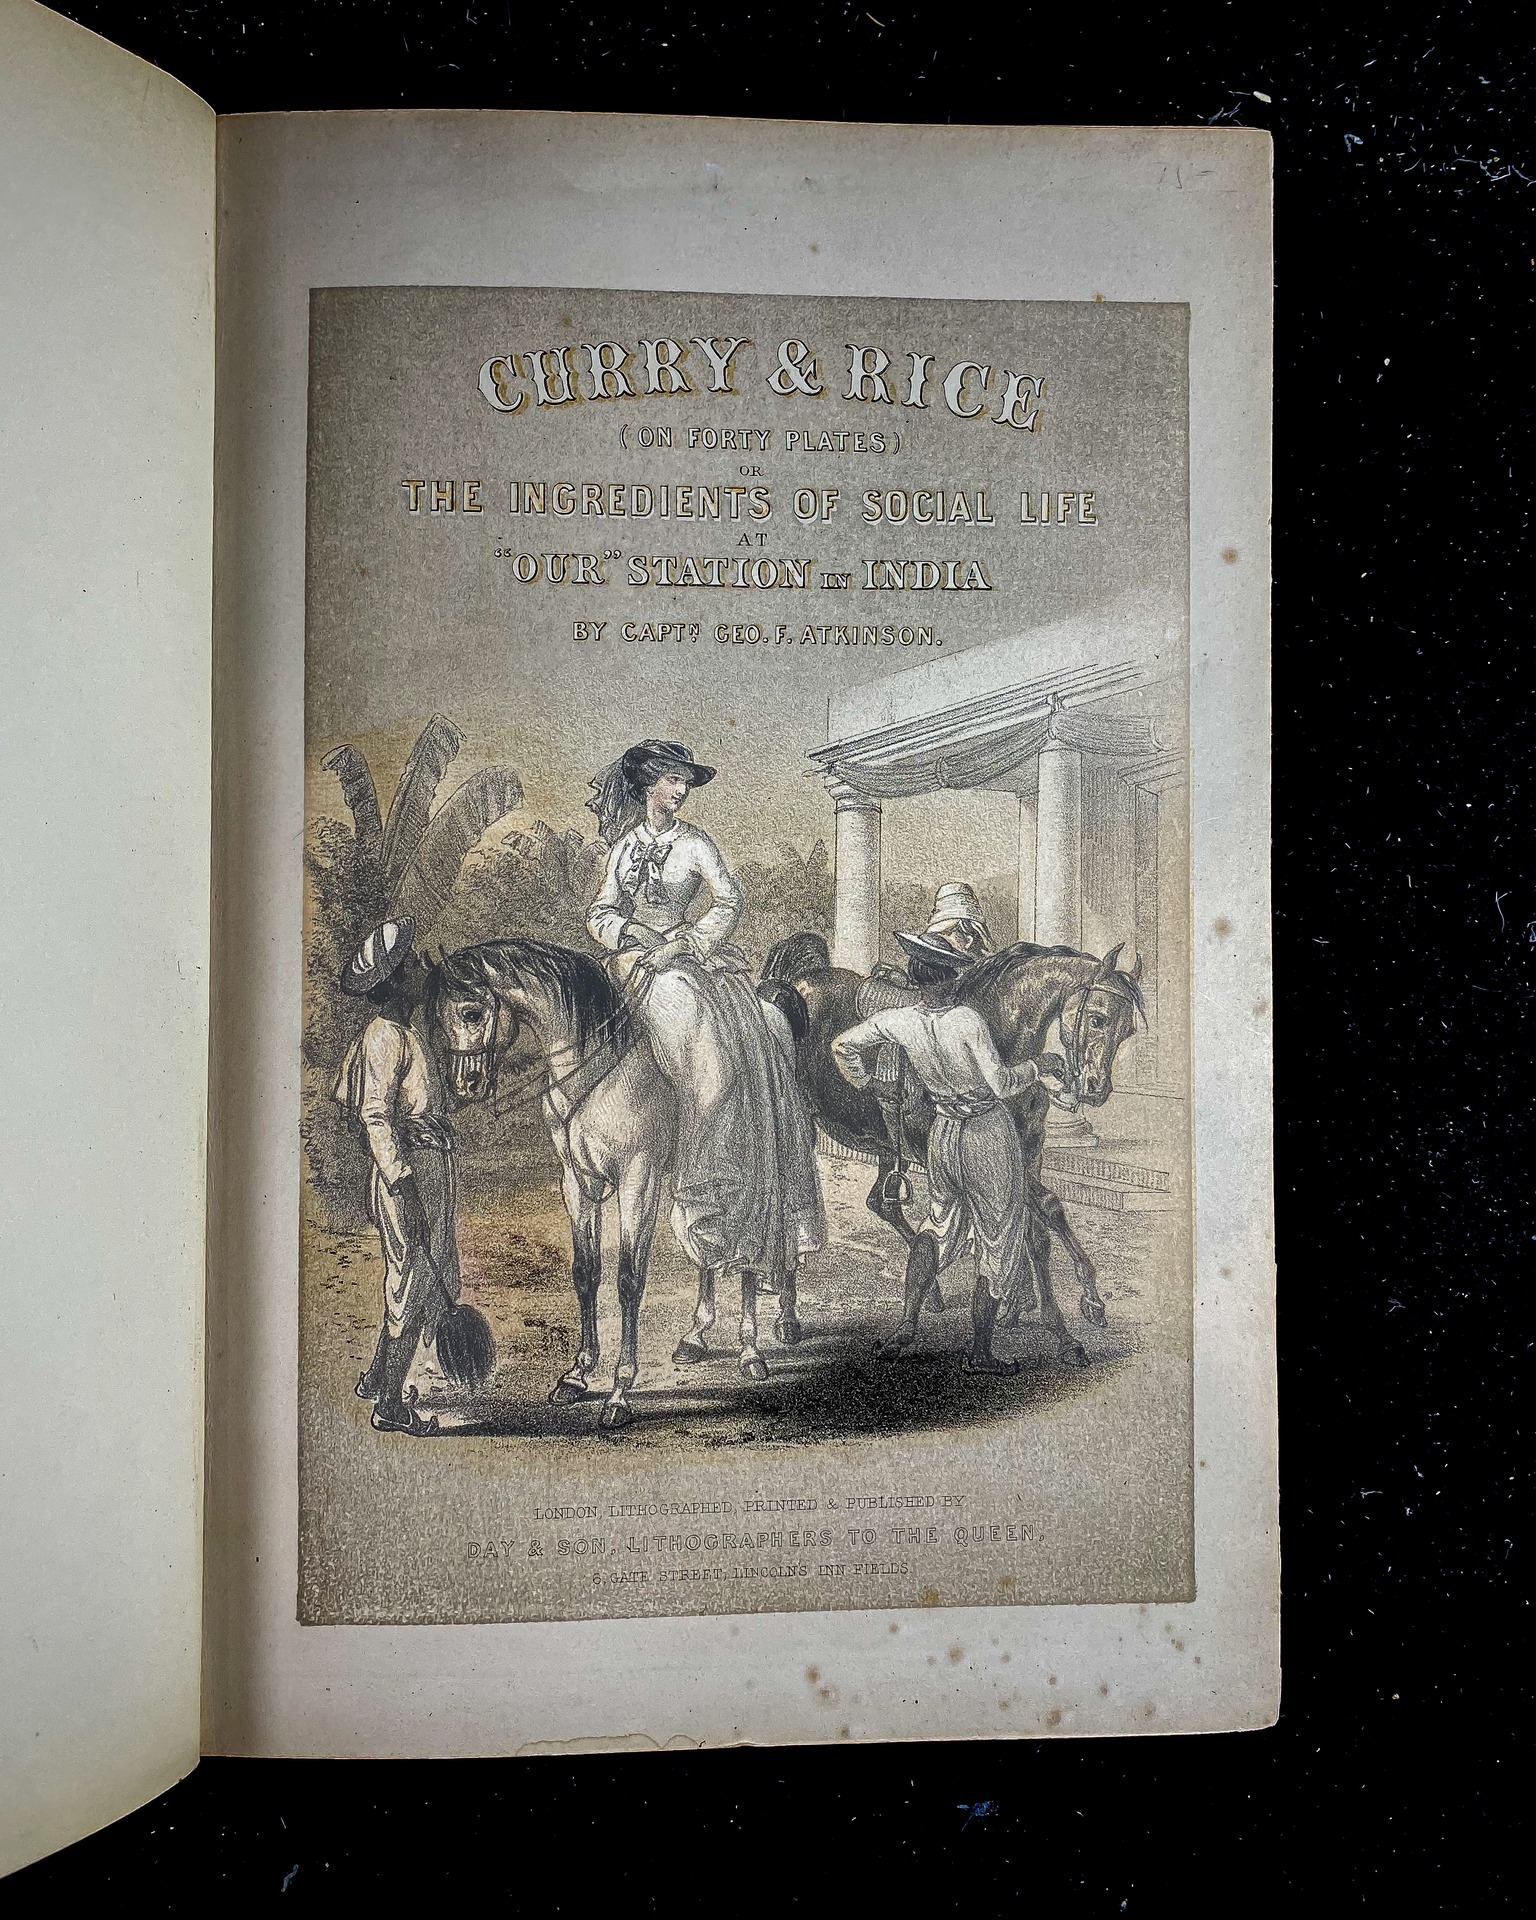 CURRY & RICE
(ON FORTY PLATES)
OR
THE INGREDIENTS OF SOCIAL LIFE
AT
"OUR" STATION IN INDIA
BY CAPTN. GEO. F. ATKINSON.
LONDON, LITHOGRAPHED, PRINTED & PUBLISHED BY
DAY & SON, LITHOGRAPHERS TO THE QUEEN,
6, GATE STREET, LINCOLN'S INN FIELDS